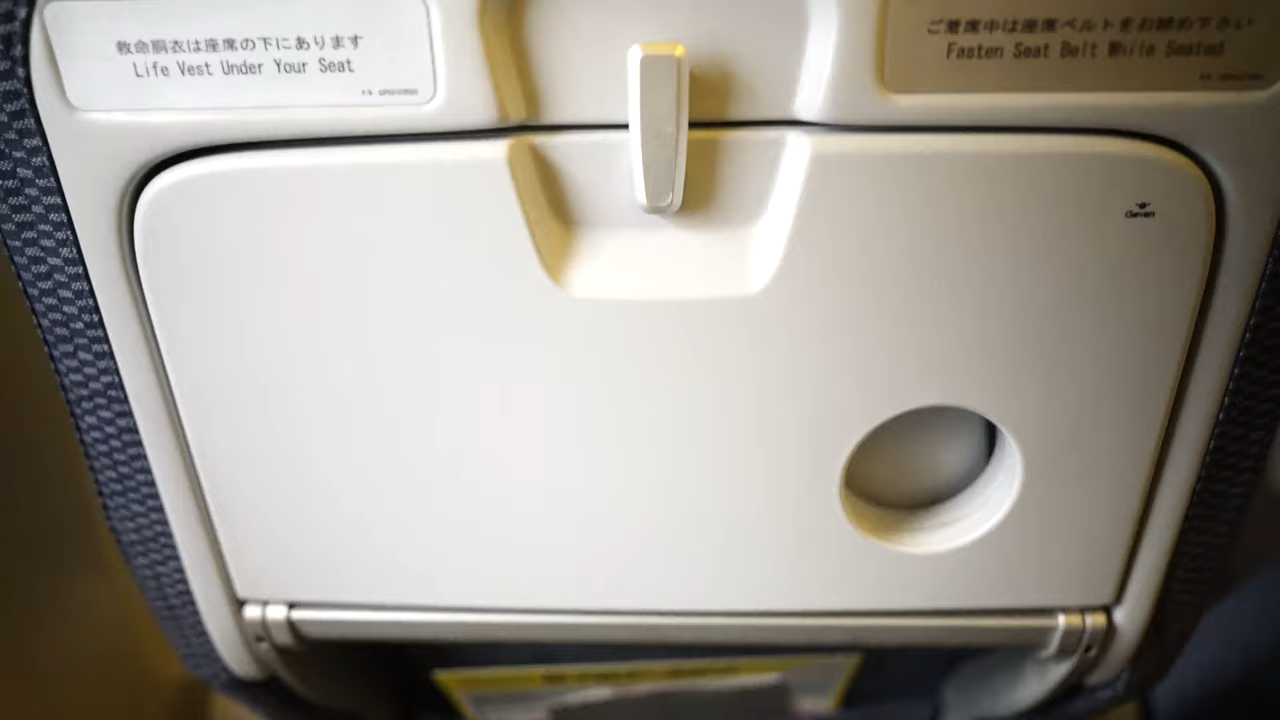 救命胴衣は座席の下にあります
Life Vest Under Your Seat
ご着席中は座席ベルトをお締め下さい
Fasten Seat Belt While Seated
Geven